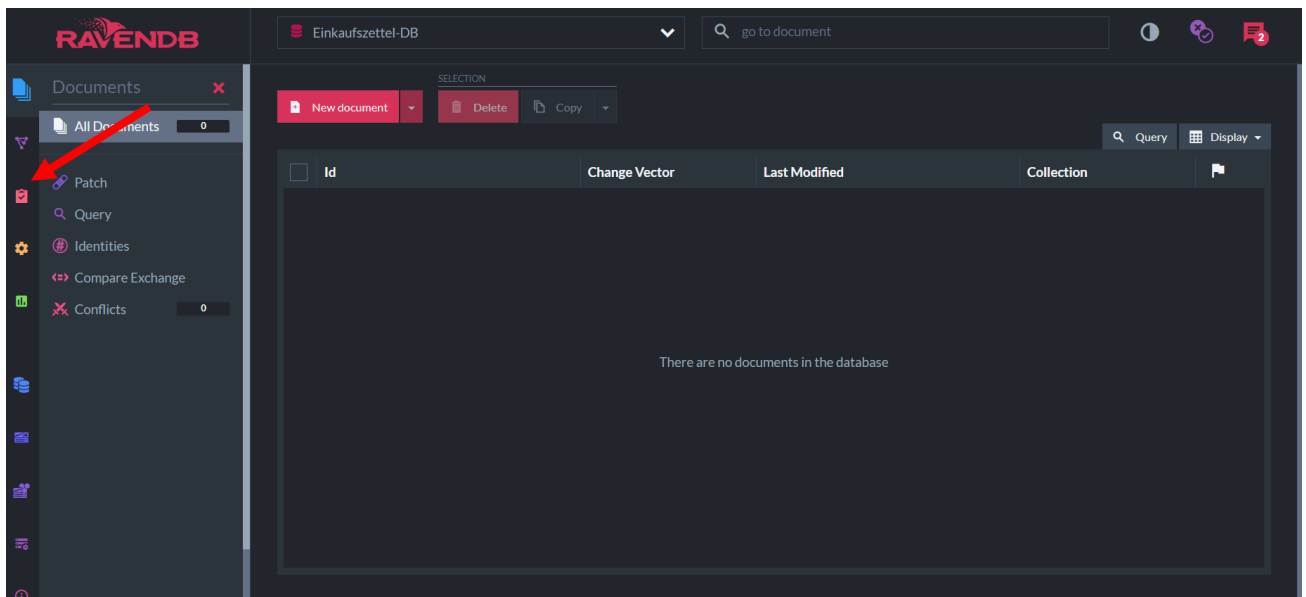 RAVENDB
Einkaufszettel-DB
go to document
2
Documents
SELECTION
New document
Delete
Copy
All Documents 0
Query
Display
Id Change Vector Last Modified Collection
Patch
Query
Identities
Compare Exchange
Conflicts 0
There are no documents in the database